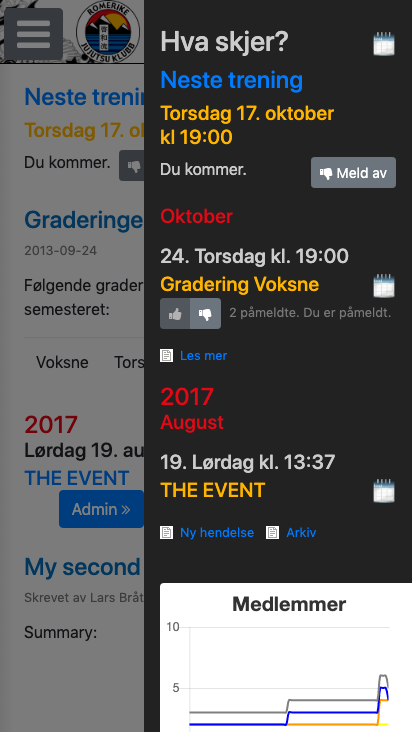 ROMERIKE
JUJUTSU KLUBB
Neste trenin
Torsdag 17. ok
Du kommer.
Graderinge
2013-09-24
Følgende grader
semesteret:
Voksne Tors
2017
Lørdag 19. au
THE EVENT
Admin »
My second
Skrevet av Lars Bråt
Summary:
Hva skjer?
Neste trening
Torsdag 17. oktober
kl 19:00
Du kommer.
Meld av
Oktober
24. Torsdag kl. 19:00
Gradering Voksne
2 påmeldte. Du er påmeldt.
Les mer
2017
August
19. Lørdag kl. 13:37
THE EVENT
Ny hendelse Arkiv
Medlemmer
10
5